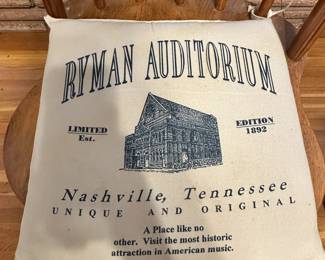 RYMAN AUDITORIUM
LIMITED EDITION
Est. 1892
Nashville, Tennessee
UNIQUE AND ORIGINAL
A Place like no
other. Visit the most historic
attraction in American music.